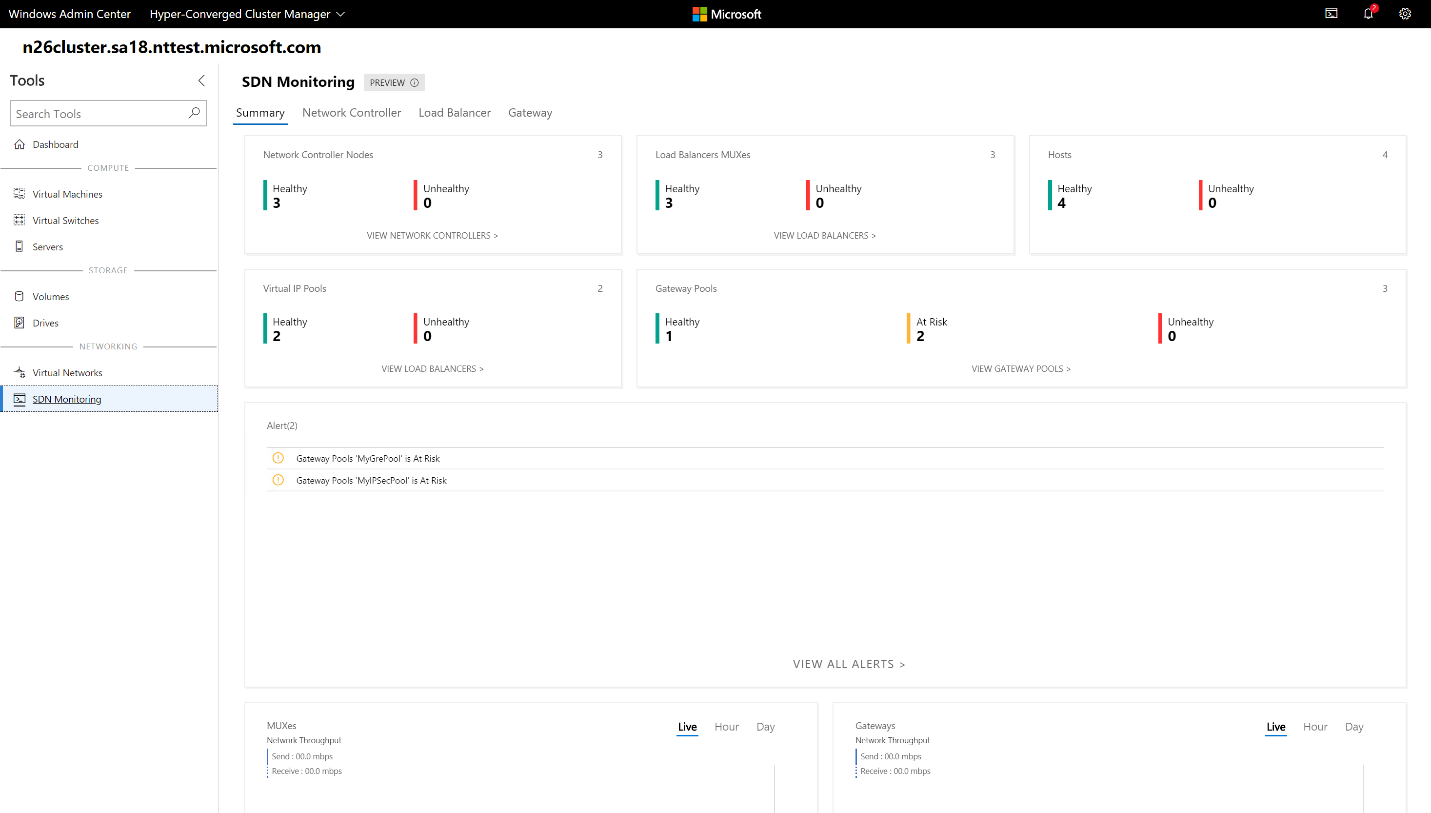 Windows Admin Center Hyper-Converged Cluster Manager Microsoft 2
n26cluster.sa18.nttest.microsoft.com
Tools
Search Tools
Dashboard
COMPUTE
Virtual Machines
Virtual Switches
Servers
STORAGE
Volumes
Drives
NETWORKING
Virtual Networks
SDN Monitoring
SDN Monitoring PREVIEW
Summary Network Controller Load Balancer Gateway
Network Controller Nodes 3
Healthy Unhealthy
3 0
VIEW NETWORK CONTROLLERS >
Load Balancers MUXes 3
Healthy Unhealthy
3 0
VIEW LOAD BALANCERS >
Hosts 4
Healthy Unhealthy
4 0
Virtual IP Pools 2
Healthy Unhealthy
2 0
VIEW LOAD BALANCERS >
Gateway Pools 3
Healthy At Risk Unhealthy
1 2 0
VIEW GATEWAY POOLS >
Alert(2)
Gateway Pools 'MyGrePool' is At Risk
Gateway Pools 'MyIPSecPool' is At Risk
VIEW ALL ALERTS >
MUXes Live Hour Day
Network Throughput
Send : 00.0 mbps
Receive : 00.0 mbps
Gateways Live Hour Day
Network Throughput
Send : 00.0 mbps
Receive : 00.0 mbps